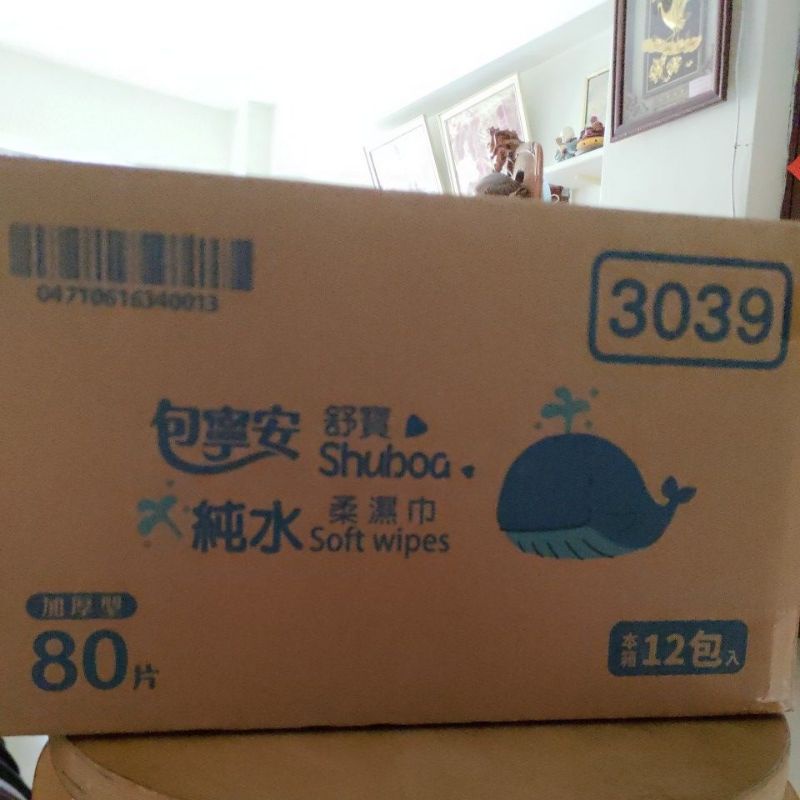 04710616340013
3039
包寧安 舒寶
Shuboa
純水 柔濕巾
Soft wipes
加厚型
80片
本箱12包入